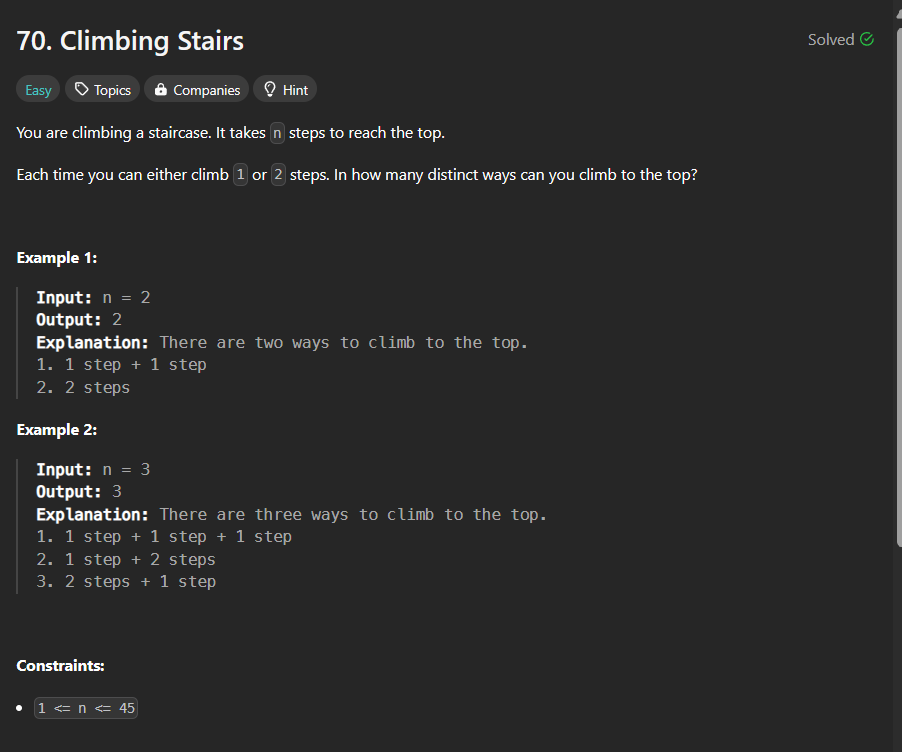 70. Climbing Stairs
Solved
Easy Topics Companies Hint
You are climbing a staircase. It takes n steps to reach the top.
Each time you can either climb 1 or 2 steps. In how many distinct ways can you climb to the top?
Example 1:
Input: n = 2
Output: 2
Explanation: There are two ways to climb to the top.
1. 1 step + 1 step
2. 2 steps
Example 2:
Input: n = 3
Output: 3
Explanation: There are three ways to climb to the top.
1. 1 step + 1 step + 1 step
2. 1 step + 2 steps
3. 2 steps + 1 step
Constraints:
• 1 <= n <= 45